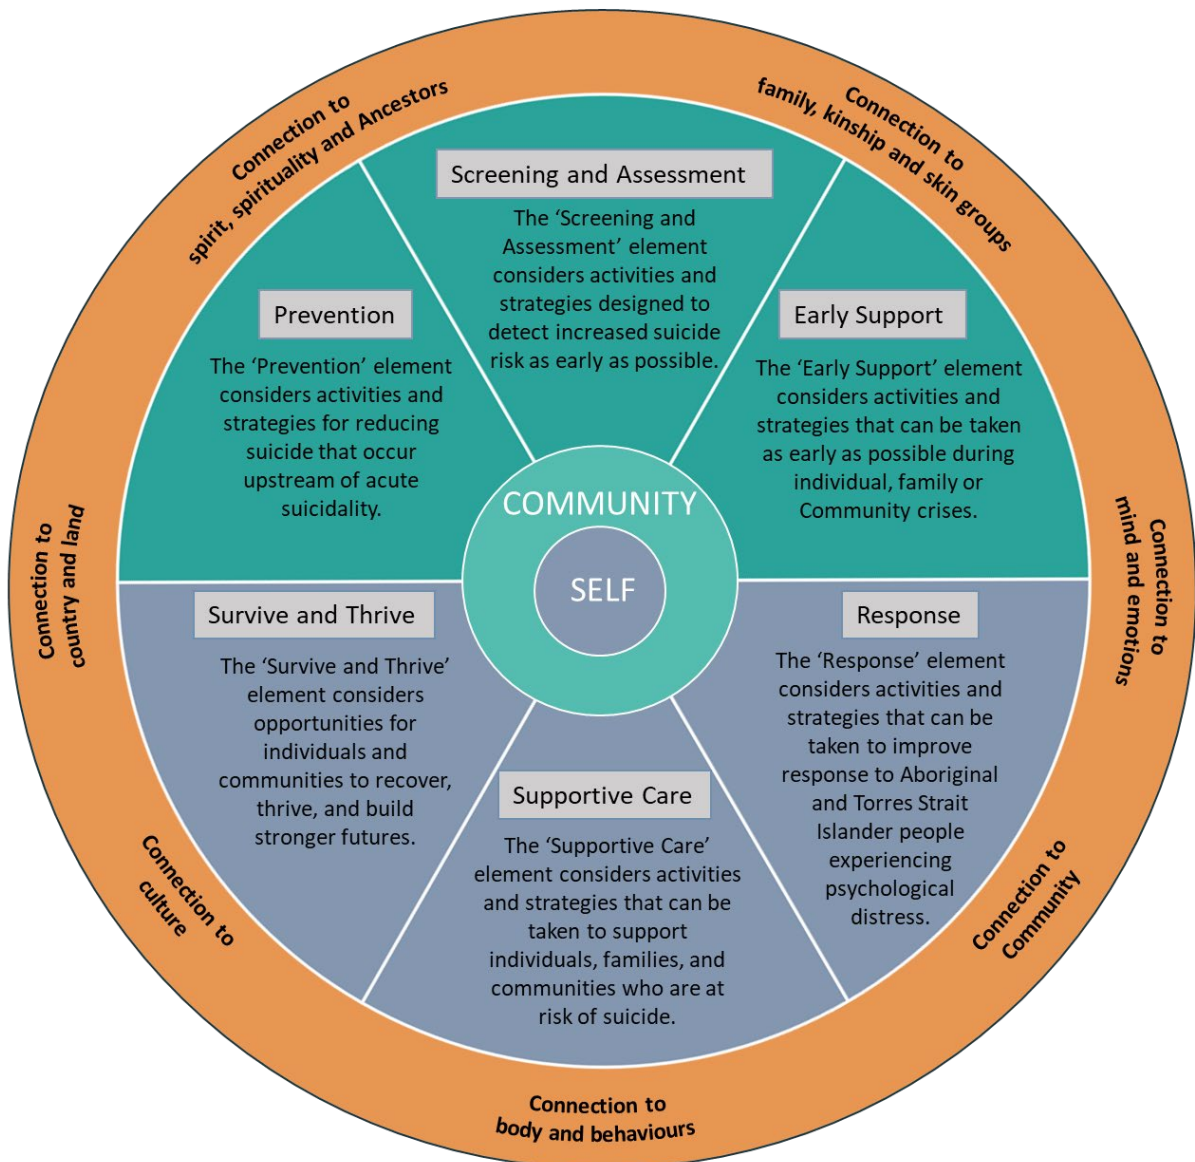 Connection to
spirit, spirituality and Ancestors
Connection to
family, kinship and skin groups
Screening and Assessment
The ‘Screening and
Assessment’ element
considers activities and
strategies designed to
detect increased suicide
risk as early as possible.
Prevention
The ‘Prevention’ element
considers activities and
strategies for reducing
suicide that occur
upstream of acute
suicidality.
Early Support
The ‘Early Support’ element
considers activities and
strategies that can be taken
as early as possible during
individual, family or
Community crises.
COMMUNITY
SELF
Connection to
country and land
Connection to
mind and emotions
Survive and Thrive
The ‘Survive and Thrive’
element considers
opportunities for
individuals and
communities to recover,
thrive, and build
stronger futures.
Response
The ‘Response’ element
considers activities and
strategies that can be
taken to improve
response to Aboriginal
and Torres Strait
Islander people
experiencing
psychological
distress.
Supportive Care
The ‘Supportive Care’
element considers activities
and strategies that can be
taken to support
individuals, families, and
communities who are at
risk of suicide.
Connection to
culture
Connection to
Community
Connection to
body and behaviours